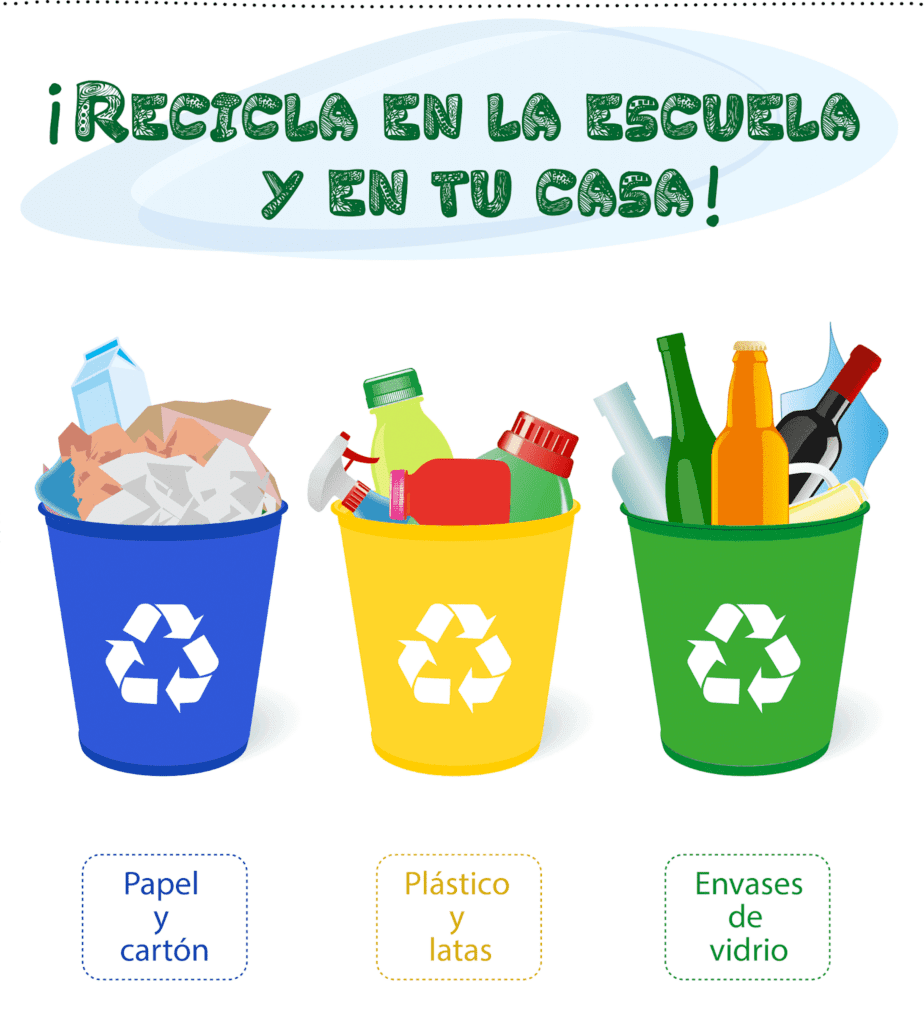 ¡RECICLA EN LA ESCUELA
Y EN TU CASA!
Papel
y
cartón
Plástico
y
latas
Envases
de
vidrio